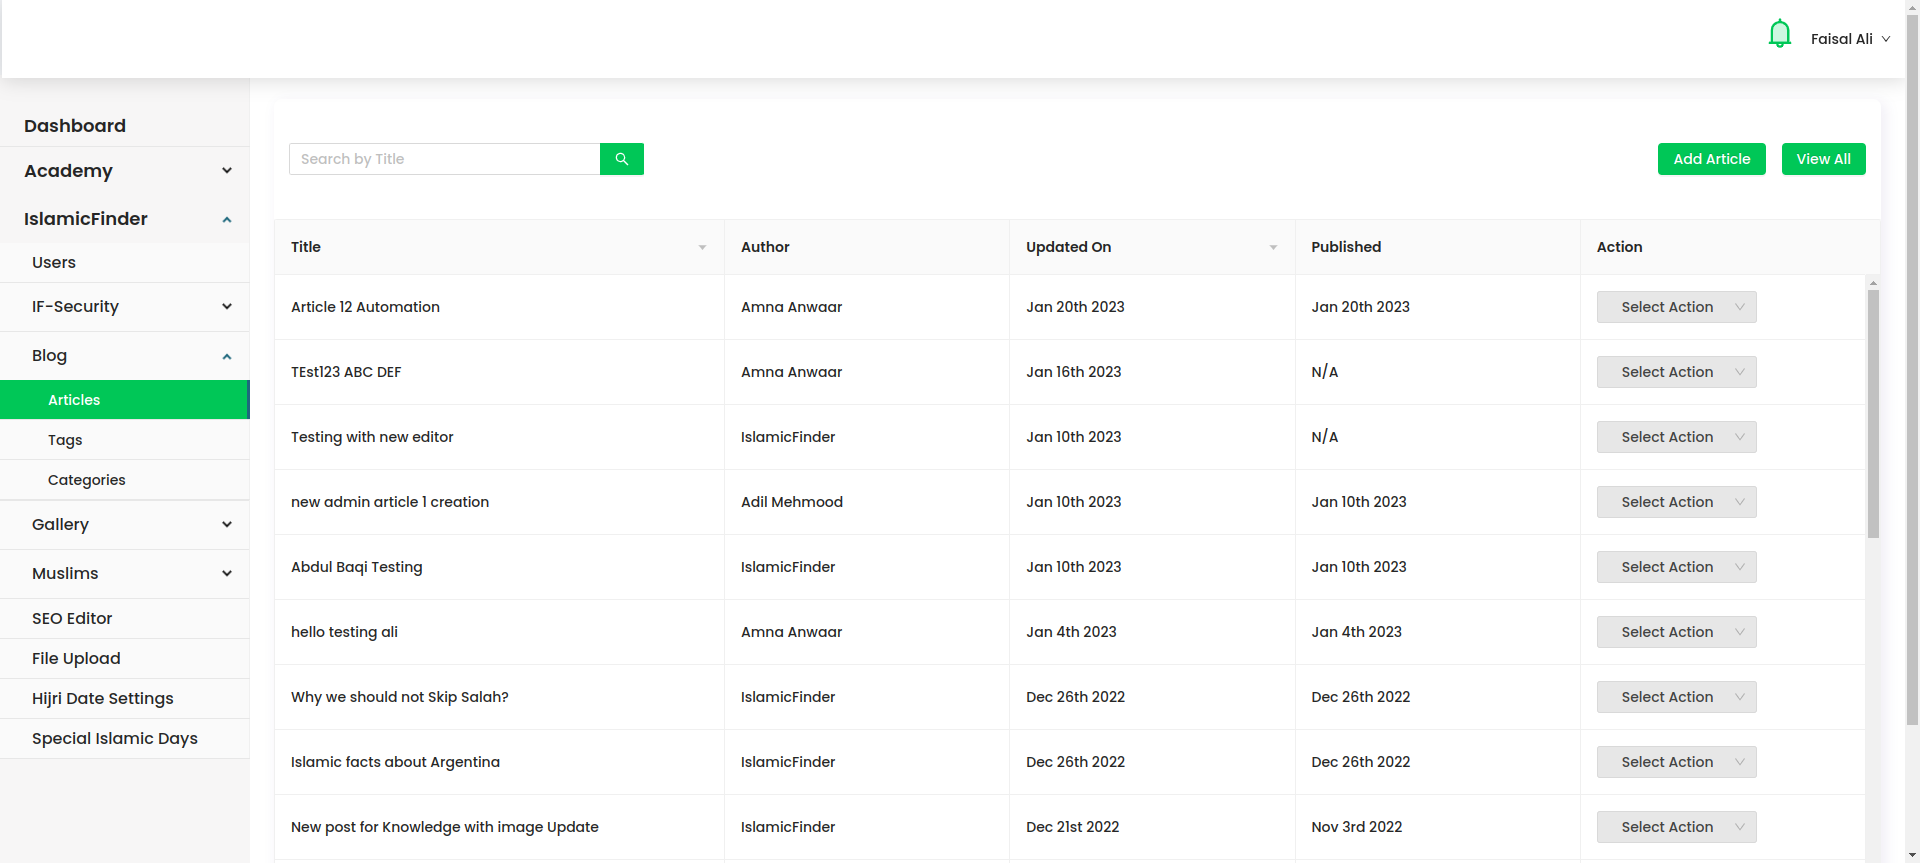 Faisal Ali
Dashboard
Academy
IslamicFinder
Users
IF-Security
Blog
Articles
Tags
Categories
Gallery
Muslims
SEO Editor
File Upload
Hijri Date Settings
Special Islamic Days
Search by Title
Add Article
View All
Title Author Updated On Published Action
Article 12 Automation Amna Anwaar Jan 20th 2023 Jan 20th 2023 Select Action
TEst123 ABC DEF Amna Anwaar Jan 16th 2023 N/A Select Action
Testing with new editor IslamicFinder Jan 10th 2023 N/A Select Action
new admin article 1 creation Adil Mehmood Jan 10th 2023 Jan 10th 2023 Select Action
Abdul Baqi Testing IslamicFinder Jan 10th 2023 Jan 10th 2023 Select Action
hello testing ali Amna Anwaar Jan 4th 2023 Jan 4th 2023 Select Action
Why we should not Skip Salah? IslamicFinder Dec 26th 2022 Dec 26th 2022 Select Action
Islamic facts about Argentina IslamicFinder Dec 26th 2022 Dec 26th 2022 Select Action
New post for Knowledge with image Update IslamicFinder Dec 21st 2022 Nov 3rd 2022 Select Action